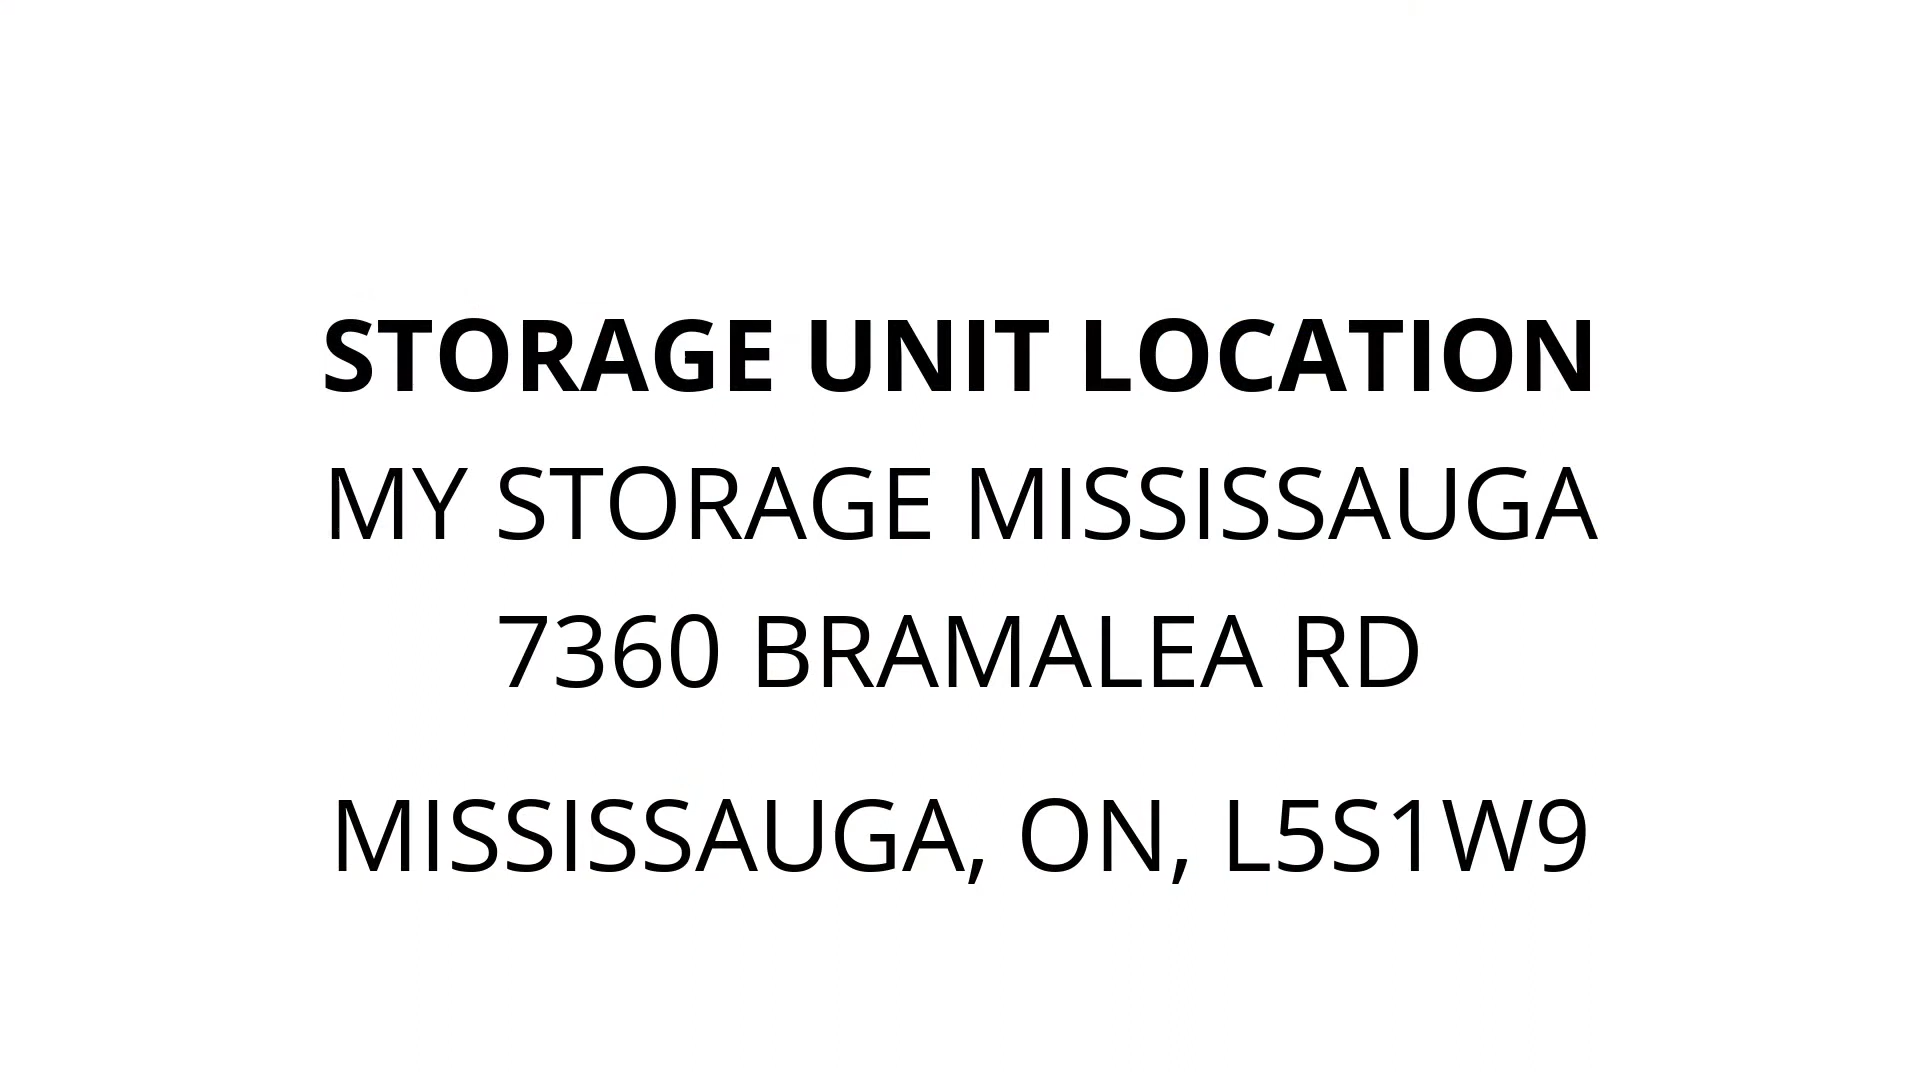 STORAGE UNIT LOCATION
MY STORAGE MISSISSAUGA
7360 BRAMALEA RD
MISSISSAUGA, ON, L5S1W9